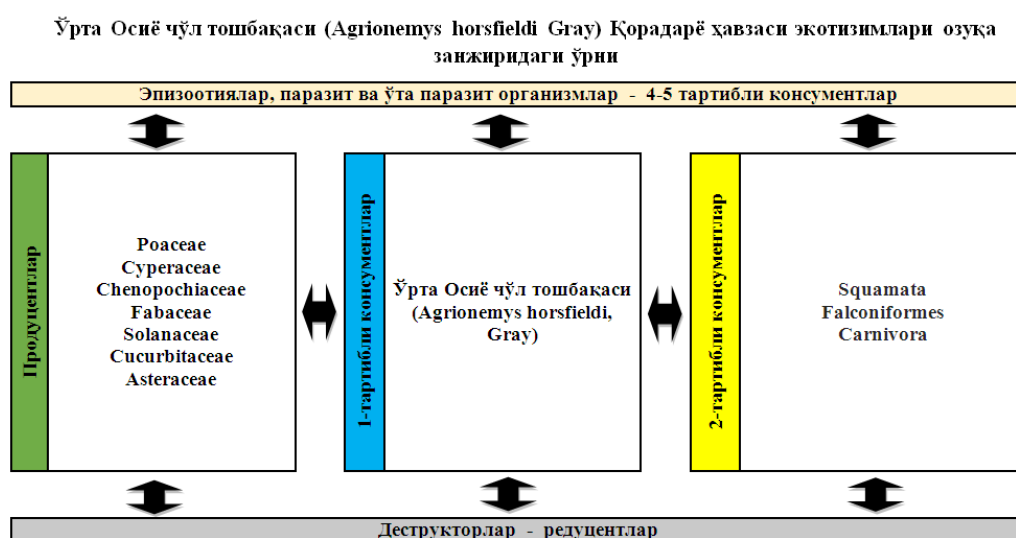 Ўрта Осиё чўл тошбақаси (Agrionemys horsfieldi Gray) Қорадарё ҳавзаси экотизимлари озуқа
занжиридаги ўрни
Эпизоотиялар, паразит ва ўта паразит организмлар - 4-5 тартибли консументлар
Продуцентлар
Poaceae
Cyperaceae
Chenopochiaceae
Fabaceae
Solanaceae
Cucurbitaceae
Asteraceae
1-тартибли консументлар
Ўрта Осиё чўл тошбақаси
(Agrionemys horsfieldi,
Gray)
2-тартибли консументлар
Squamata
Falconiformes
Carnivora
Деструкторлар - редуцентлар